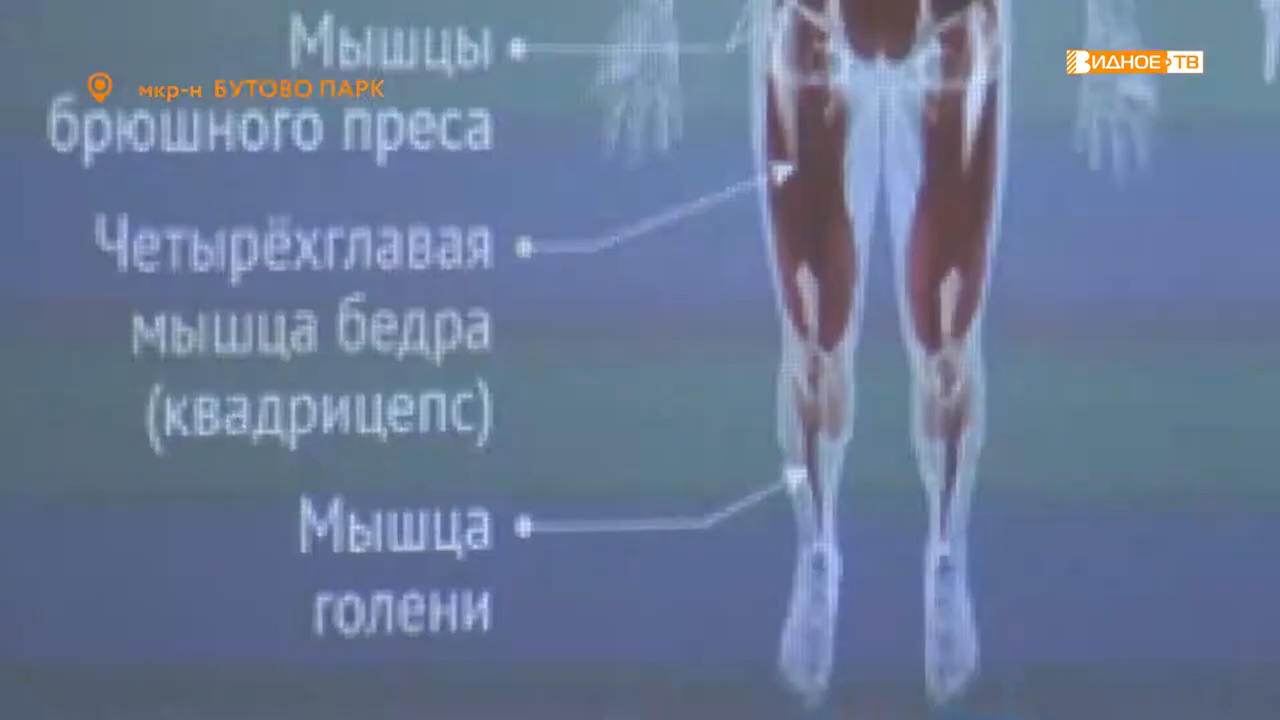 Мышцы
мкр-н БУТОВО ПАРК
ВИДНОЕ ТВ
брюшного преса
Четырёхглавая
мышца бедра
(квадрицепс)
Мышца
голени